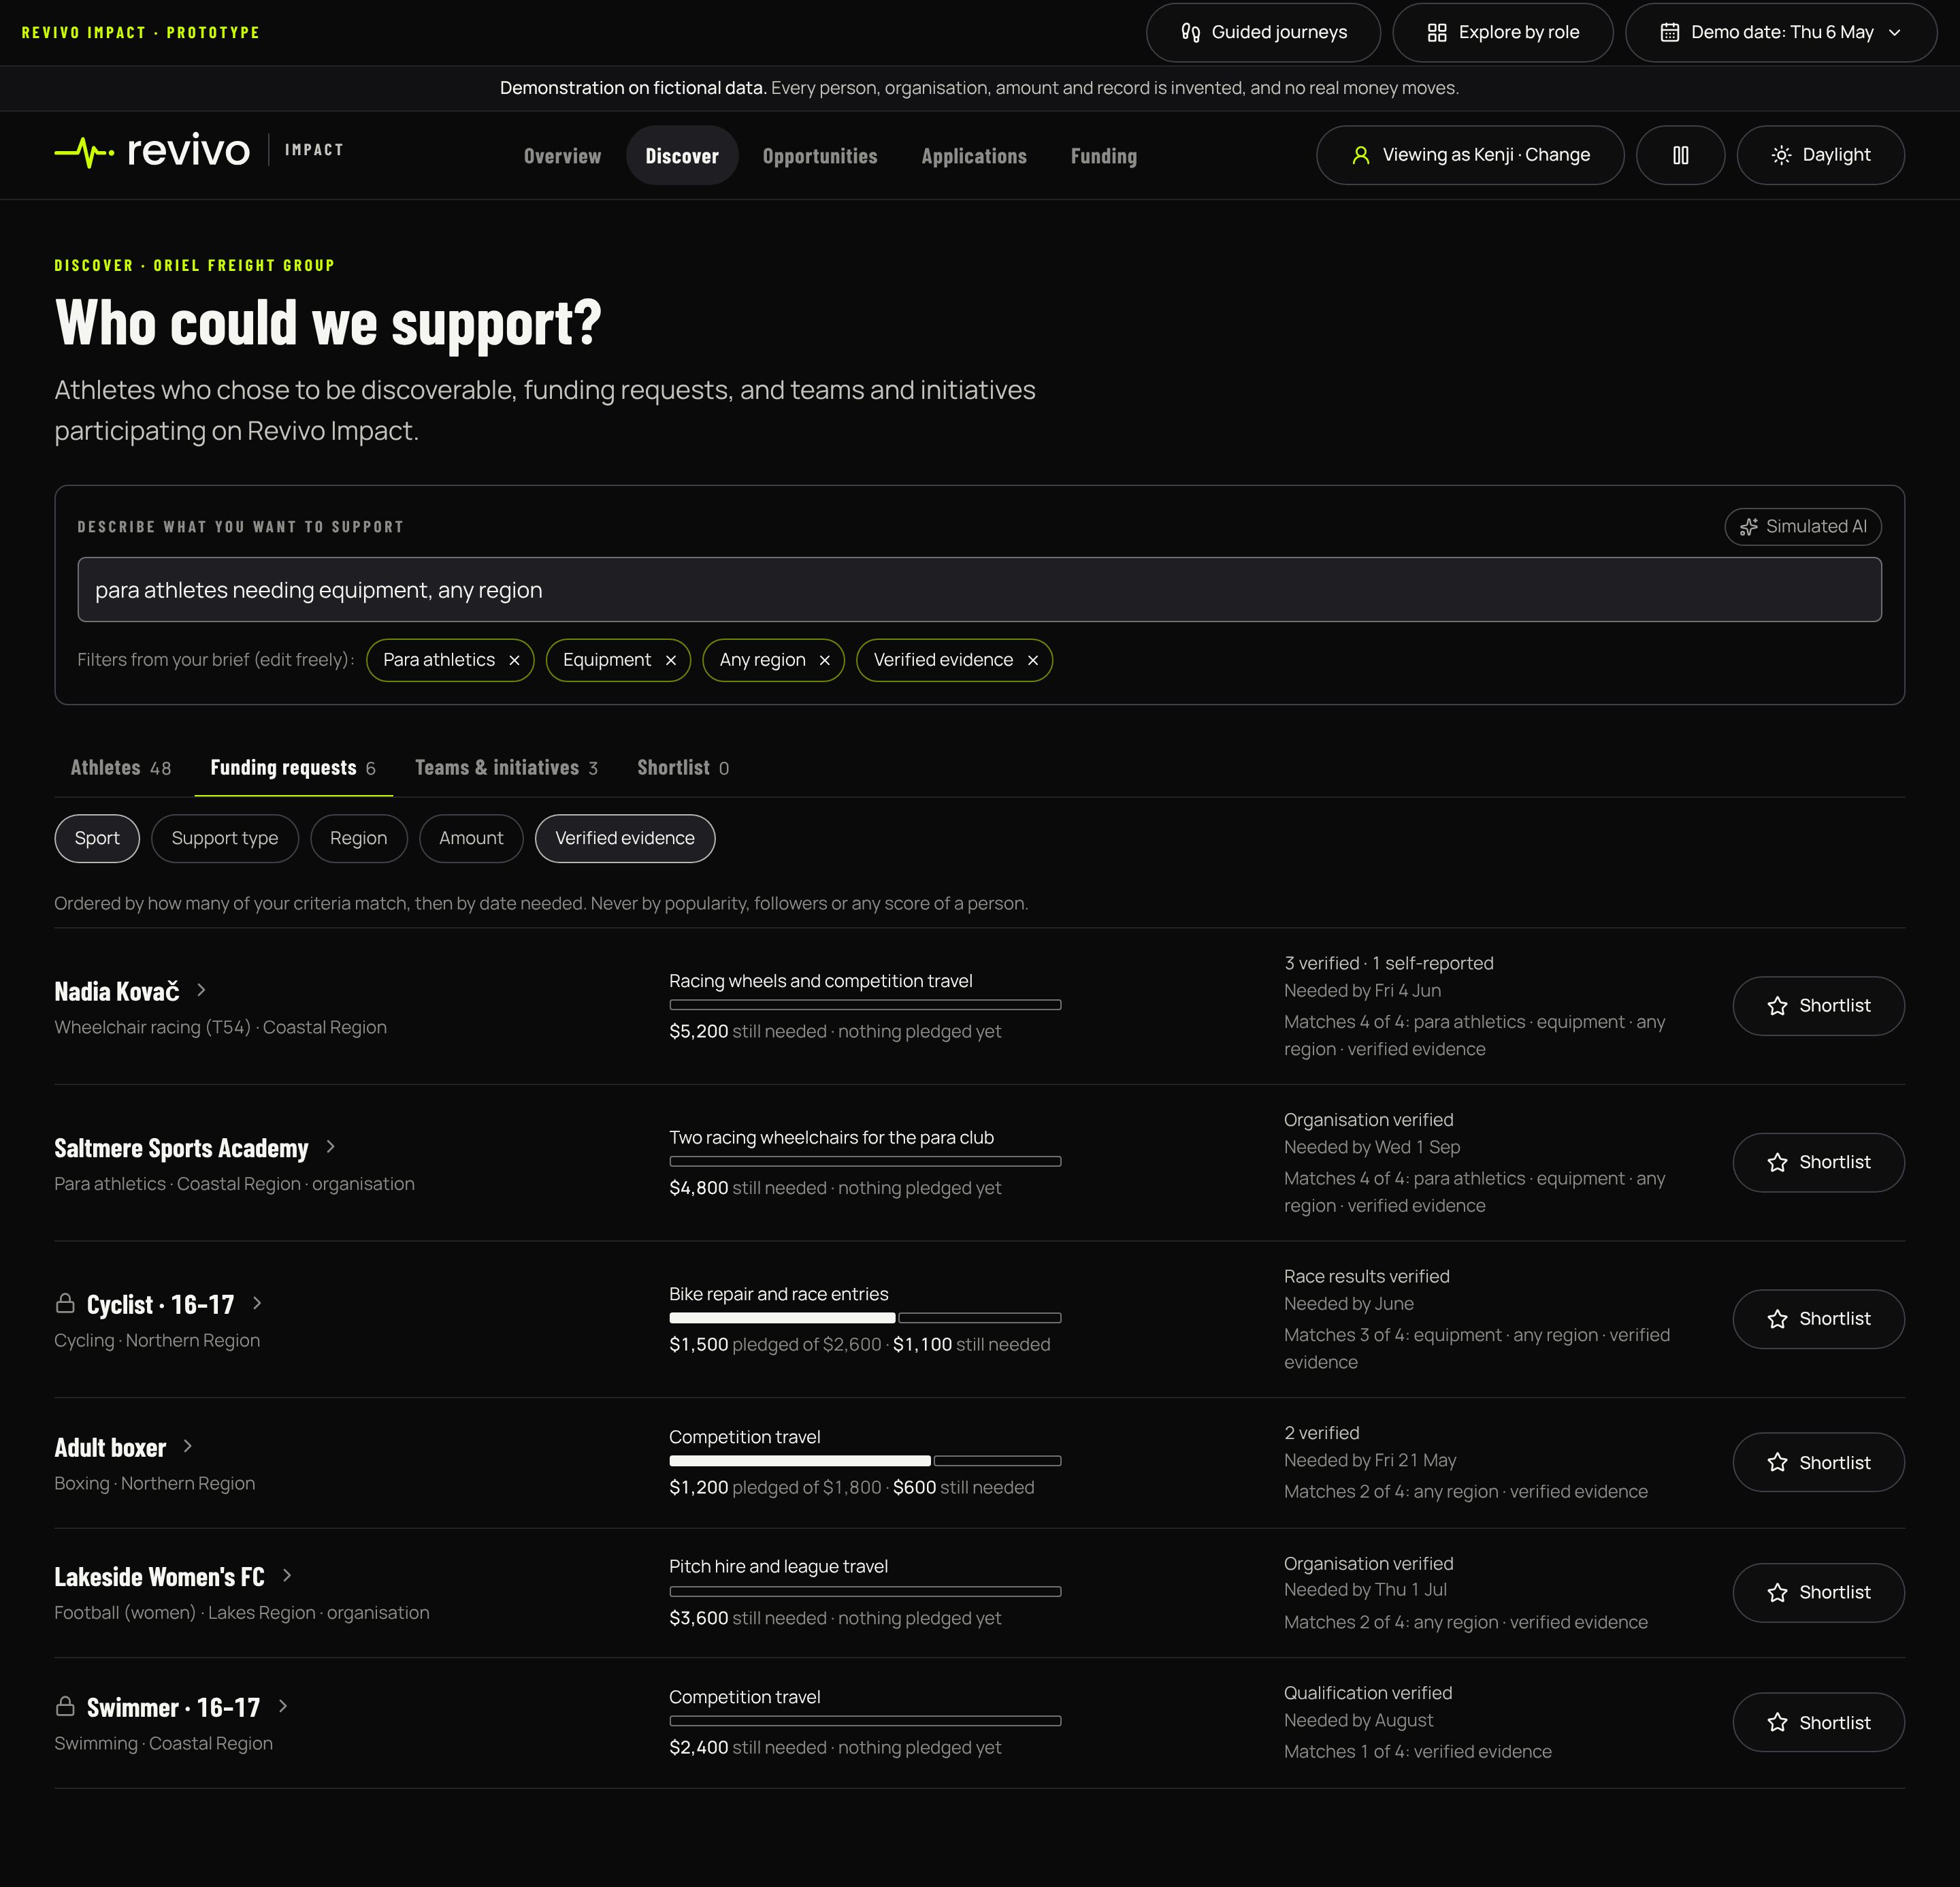 REVIVO IMPACT · PROTOTYPE
Guided journeys
Explore by role
Demo date: Thu 6 May
Demonstration on fictional data. Every person, organisation, amount and record is invented, and no real money moves.
revivo IMPACT
Overview
Discover
Opportunities
Applications
Funding
Viewing as Kenji · Change
Daylight
DISCOVER · ORIEL FREIGHT GROUP
Who could we support?
Athletes who chose to be discoverable, funding requests, and teams and initiatives
participating on Revivo Impact.
DESCRIBE WHAT YOU WANT TO SUPPORT
Simulated AI
para athletes needing equipment, any region
Filters from your brief (edit freely):
Para athletics ×
Equipment ×
Any region ×
Verified evidence ×
Athletes 48
Funding requests 6
Teams & initiatives 3
Shortlist 0
Sport
Support type
Region
Amount
Verified evidence
Ordered by how many of your criteria match, then by date needed. Never by popularity, followers or any score of a person.
Nadia Kovač
Wheelchair racing (T54) · Coastal Region
Racing wheels and competition travel
$5,200 still needed · nothing pledged yet
3 verified · 1 self-reported
Needed by Fri 4 Jun
Matches 4 of 4: para athletics · equipment · any
region · verified evidence
Shortlist
Saltmere Sports Academy
Para athletics · Coastal Region · organisation
Two racing wheelchairs for the para club
$4,800 still needed · nothing pledged yet
Organisation verified
Needed by Wed 1 Sep
Matches 4 of 4: para athletics · equipment · any
region · verified evidence
Shortlist
Cyclist · 16–17
Cycling · Northern Region
Bike repair and race entries
$1,500 pledged of $2,600 · $1,100 still needed
Race results verified
Needed by June
Matches 3 of 4: equipment · any region · verified
evidence
Shortlist
Adult boxer
Boxing · Northern Region
Competition travel
$1,200 pledged of $1,800 · $600 still needed
2 verified
Needed by Fri 21 May
Matches 2 of 4: any region · verified evidence
Shortlist
Lakeside Women's FC
Football (women) · Lakes Region · organisation
Pitch hire and league travel
$3,600 still needed · nothing pledged yet
Organisation verified
Needed by Thu 1 Jul
Matches 2 of 4: any region · verified evidence
Shortlist
Swimmer · 16–17
Swimming · Coastal Region
Competition travel
$2,400 still needed · nothing pledged yet
Qualification verified
Needed by August
Matches 1 of 4: verified evidence
Shortlist